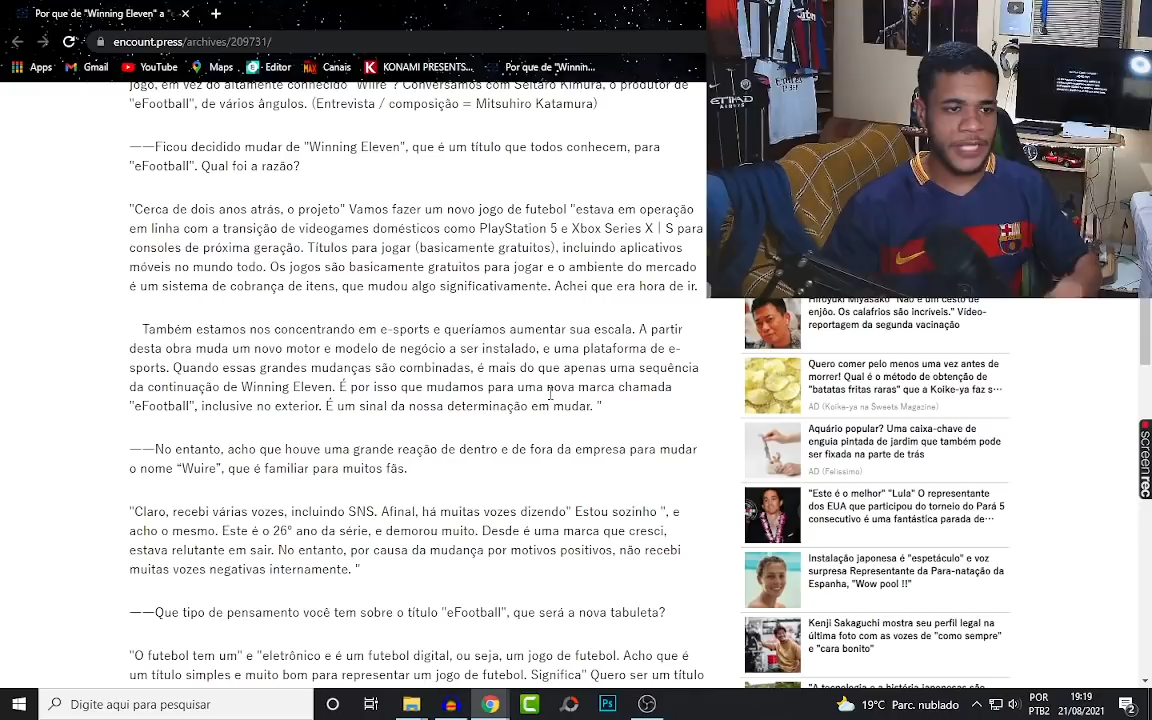 Por que de "Winning Eleven" a "
encount.press/archives/209731/
Apps Gmail YouTube Maps Editor Canais KONAMI PRESENTS... Por que de "Winnin...
jogo, em vez do altamente conhecido "Wiire"? Conversamos com Seitaro Kimura, o produtor de
"eFootball", de vários ângulos. (Entrevista / composição = Mitsuhiro Katamura)
——Ficou decidido mudar de "Winning Eleven", que é um título que todos conhecem, para
"eFootball". Qual foi a razão?
"Cerca de dois anos atrás, o projeto" Vamos fazer um novo jogo de futebol "estava em operação
em linha com a transição de videogames domésticos como PlayStation 5 e Xbox Series X | S para
consoles de próxima geração. Títulos para jogar (basicamente gratuitos), incluindo aplicativos
móveis no mundo todo. Os jogos são basicamente gratuitos para jogar e o ambiente do mercado
é um sistema de cobrança de itens, que mudou algo significativamente. Achei que era hora de ir.
Também estamos nos concentrando em e-sports e queríamos aumentar sua escala. A partir
desta obra muda um novo motor e modelo de negócio a ser instalado, e uma plataforma de e-
sports. Quando essas grandes mudanças são combinadas, é mais do que apenas uma sequência
da continuação de Winning Eleven. É por isso que mudamos para uma nova marca chamada
"eFootball", inclusive no exterior. É um sinal da nossa determinação em mudar. "
——No entanto, acho que houve uma grande reação de dentro e de fora da empresa para mudar
o nome “Wuire”, que é familiar para muitos fãs.
"Claro, recebi várias vozes, incluindo SNS. Afinal, há muitas vozes dizendo" Estou sozinho ", e
acho o mesmo. Este é o 26º ano da série, e demorou muito. Desde é uma marca que cresci,
estava relutante em sair. No entanto, por causa da mudança por motivos positivos, não recebi
muitas vozes negativas internamente. "
——Que tipo de pensamento você tem sobre o título "eFootball", que será a nova tabuleta?
"O futebol tem um" e "eletrônico e é um futebol digital, ou seja, um jogo de futebol. Acho que é
um título simples e muito bom para representar um jogo de futebol. Significa" Quero ser um título
Hiroyuki Miyasako "Não é um cesto de
enjôo. Os calafrios são incríveis." Vídeo-
reportagem da segunda vacinação
Quero comer pelo menos uma vez antes de
morrer! Qual é o método de obtenção de
"batatas fritas raras" que a Koike-ya faz s···
AD (Koike-ya na Sweets Magazine)
Aquário popular? Uma caixa-chave de
enguia pintada de jardim que também pode
ser fixada na parte de trás
AD (Felissimo)
"Este é o melhor" "Lula" O representante
dos EUA que participou do torneio do Pará 5
consecutivo é uma fantástica parada de···
Instalação japonesa é "espetáculo" e voz
surpresa Representante da Para-natação da
Espanha, "Wow pool !!"
Kenji Sakaguchi mostra seu perfil legal na
última foto com as vozes de "como sempre"
e "cara bonito"
"A tecnologia e a história japonesas são
screenrec
ETIHAD
Digite aqui para pesquisar
19°C Parc. nublado
POR
PTB2
19:19
21/08/2021
2